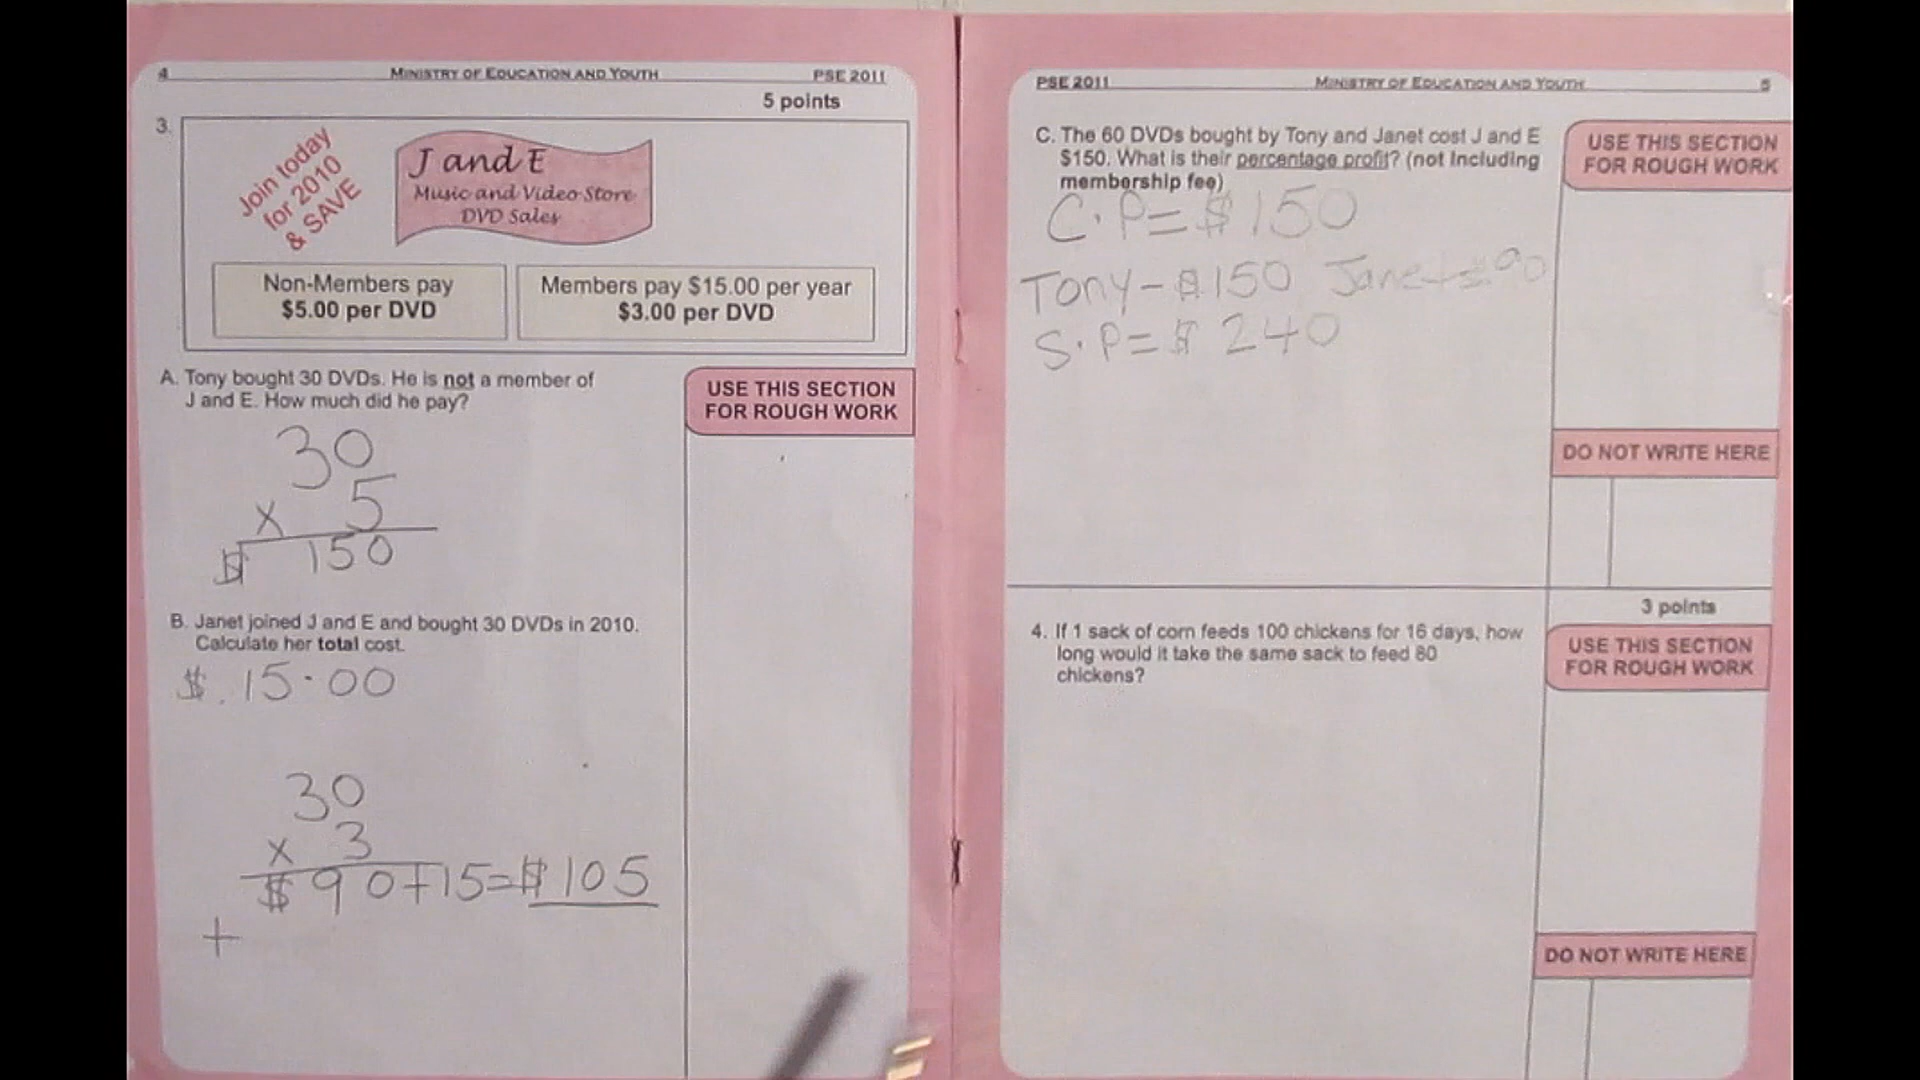 4 MINISTRY OF EDUCATION AND YOUTH PSE 2011
5 points
3.
Join today
for 2010
& SAVE
J and E
Music and Video Store
DVD Sales
Non-Members pay
$5.00 per DVD
Members pay $15.00 per year
$3.00 per DVD
A. Tony bought 30 DVDs. He is not a member of
J and E. How much did he pay?
USE THIS SECTION
FOR ROUGH WORK
30
x 5
$ 150
B. Janet joined J and E and bought 30 DVDs in 2010.
Calculate her total cost.
$.15.00
30
x 3
$90+15=$105
+
PSE 2011 MINISTRY OF EDUCATION AND YOUTH 5
C. The 60 DVDs bought by Tony and Janet cost J and E
$150. What is their percentage profit? (not including
membership fee)
USE THIS SECTION
FOR ROUGH WORK
C.P=$150
Tony-$150 Janet 90
S.P=$240
DO NOT WRITE HERE
3 points
4. If 1 sack of corn feeds 100 chickens for 16 days, how
long would it take the same sack to feed 80
chickens?
USE THIS SECTION
FOR ROUGH WORK
DO NOT WRITE HERE